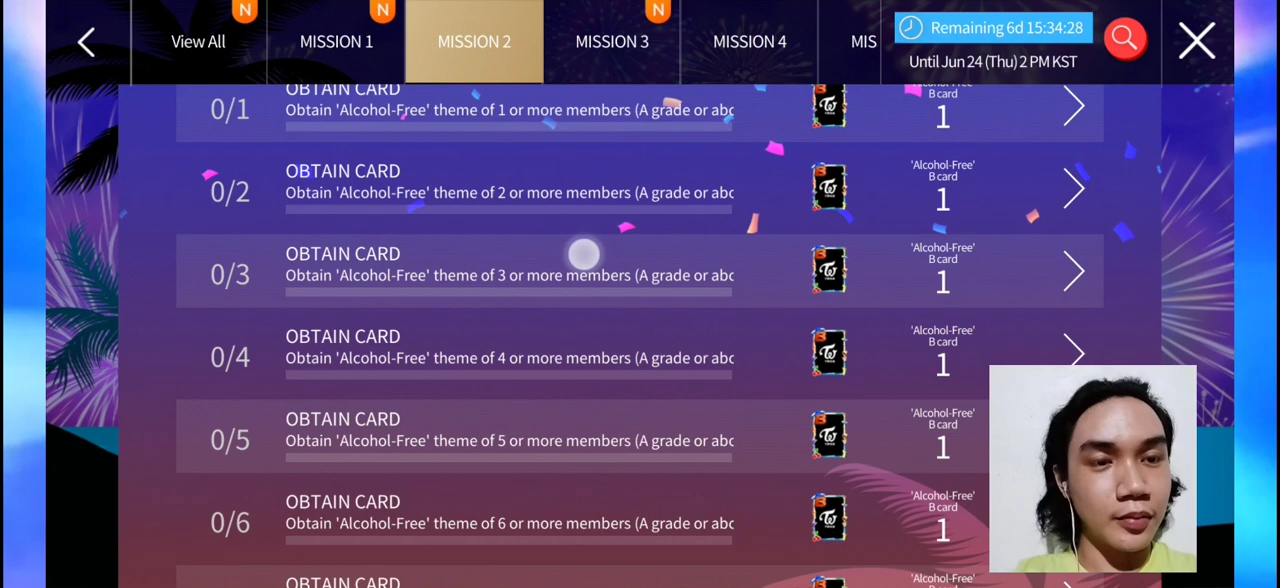 N
N
N
View All
MISSION 1
MISSION 2
MISSION 3
MISSION 4
MIS
Remaining 6d 15:34:28
Until Jun 24 (Thu) 2 PM KST
0/1
OBTAIN CARD
Obtain 'Alcohol-Free' theme of 1 or more members (A grade or abo
'Alcohol-Free'
B card
1
0/2
OBTAIN CARD
Obtain 'Alcohol-Free' theme of 2 or more members (A grade or abo
'Alcohol-Free'
B card
1
0/3
OBTAIN CARD
Obtain 'Alcohol-Free' theme of 3 or more members (A grade or abo
'Alcohol-Free'
B card
1
0/4
OBTAIN CARD
Obtain 'Alcohol-Free' theme of 4 or more members (A grade or abo
'Alcohol-Free'
B card
1
0/5
OBTAIN CARD
Obtain 'Alcohol-Free' theme of 5 or more members (A grade or abo
'Alcohol-Free'
B card
1
0/6
OBTAIN CARD
Obtain 'Alcohol-Free' theme of 6 or more members (A grade or abo
'Alcohol-Free'
B card
1
OBTAIN CARD
'Alcohol-Free'